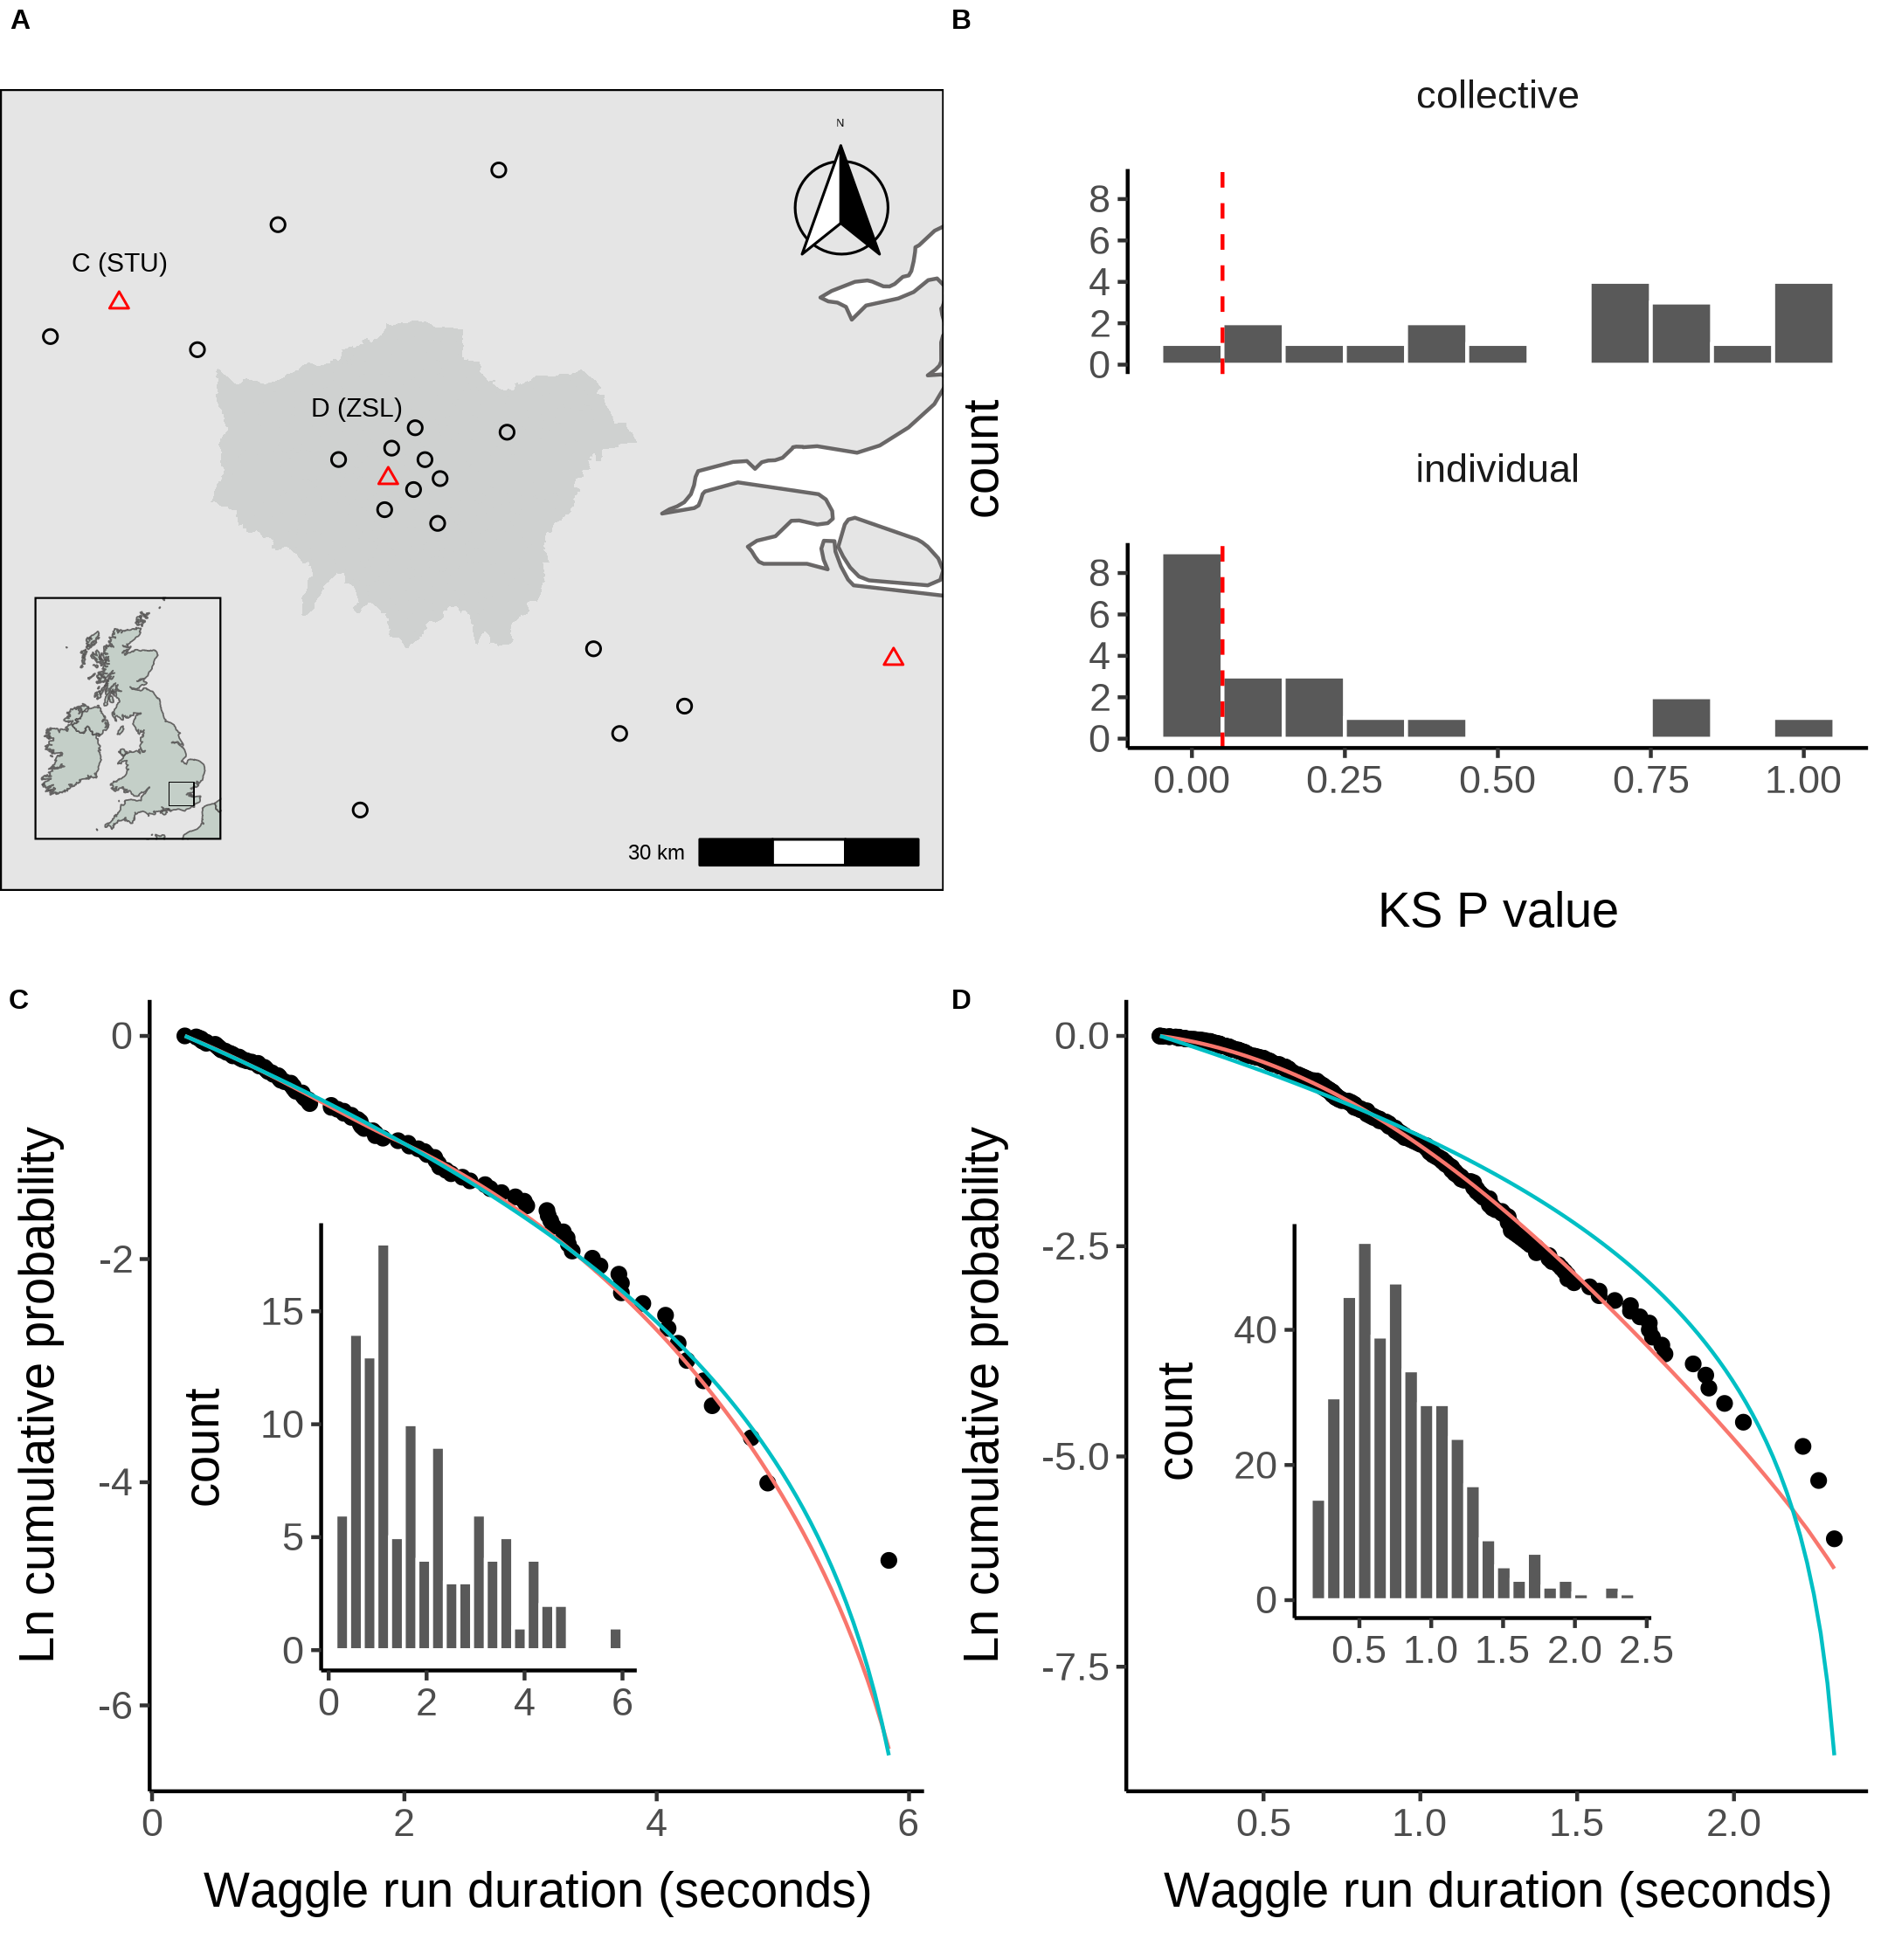 A
N
C (STU)
D (ZSL)
30 km
B
collective
8
6
4
2
0
individual
8
6
4
2
0
0.00 0.25 0.50 0.75 1.00
count
KS P value
C
0
-2
-4
-6
0 2 4 6
Ln cumulative probability
Waggle run duration (seconds)
15
10
5
0
0 2 4 6
count
D
0.0
-2.5
-5.0
-7.5
0.5 1.0 1.5 2.0
Ln cumulative probability
Waggle run duration (seconds)
40
20
0
0.5 1.0 1.5 2.0 2.5
count